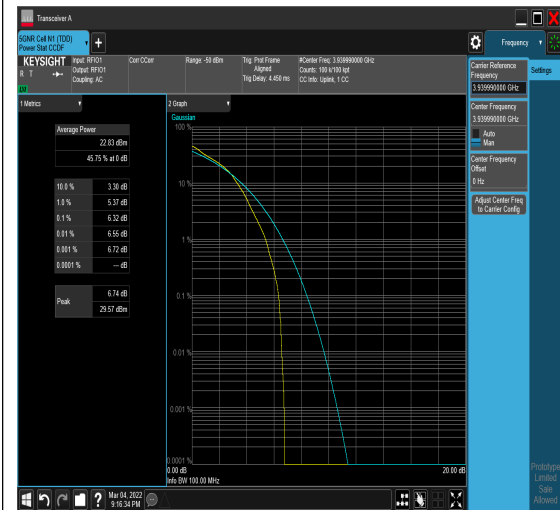 Transceiver A
5GNR Cell N1 (TDD)
Power Stat CCDF
+
Frequency
KEYSIGHT
R T
Input: RFIO1
Output: RFIO1
Coupling: AC
Corr CCorr
Range: -50 dBm
Trig: Prot Frame
Aligned
Trig Delay: 4.450 ms
#Center Freq: 3.939990000 GHz
Counts: 100 k/100 kpt
CC Info: Uplink, 1 CC
1 Metrics
Average Power
22.83 dBm
45.75 % at 0 dB
10.0 % 3.30 dB
1.0 % 5.37 dB
0.1 % 6.32 dB
0.01 % 6.55 dB
0.001 % 6.72 dB
0.0001 % --- dB
Peak
6.74 dB
29.57 dBm
2 Graph
Gaussian
100 %
10 %
1 %
0.1 %
0.01 %
0.001 %
0.0001 %
0.00 dB
20.00 dB
Info BW 100.00 MHz
Carrier Reference
Frequency
3.939990000 GHz
Settings
Center Frequency
3.939990000 GHz
Auto
Man
Center Frequency
Offset
0 Hz
Adjust Center Freq
to Carrier Config
Prototype
Limited
Sale
Allowed
?
Mar 04, 2022
9:16:34 PM